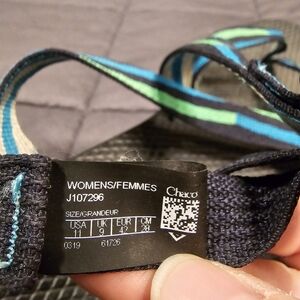 WOMENS/FEMMES
J107296
Chaco
SIZE/GRANDEUR
USA UK EUR CM
11 9 42 28
0319 61726